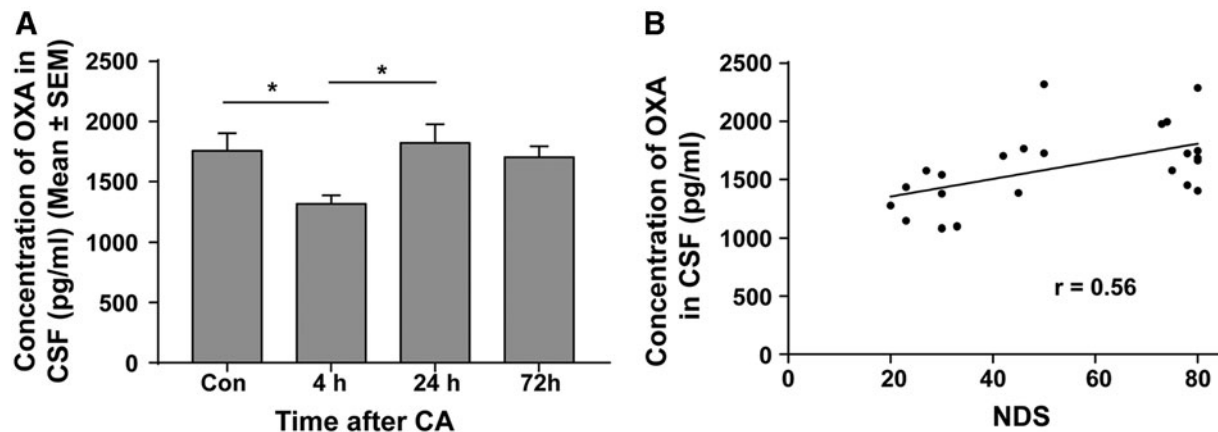 A
Concentration of OXA in
CSF (pg/ml) (Mean ± SEM)
2500
2000
1500
1000
500
0
*
*
Con
4 h
24 h
72h
Time after CA
B
Concentration of OXA
in CSF (pg/ml)
2500
2000
1500
1000
500
0
r = 0.56
0
20
40
60
80
NDS